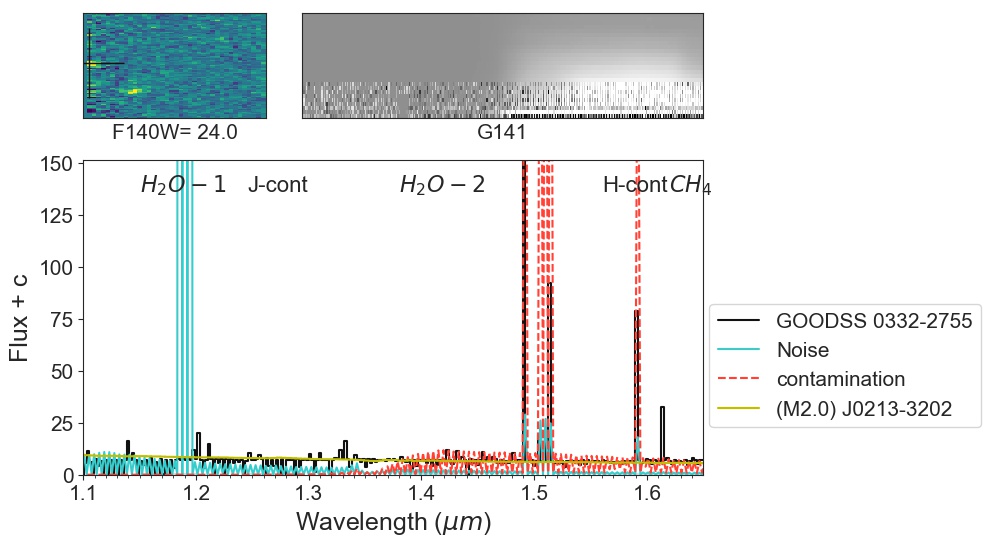 F140W= 24.0
G141
H₂O − 1
J-cont
H₂O − 2
H-cont
CH₄
Flux + c
150
125
100
75
50
25
0
1.1
1.2
1.3
1.4
1.5
1.6
Wavelength (μm)
GOODSS 0332-2755
Noise
contamination
(M2.0) J0213-3202